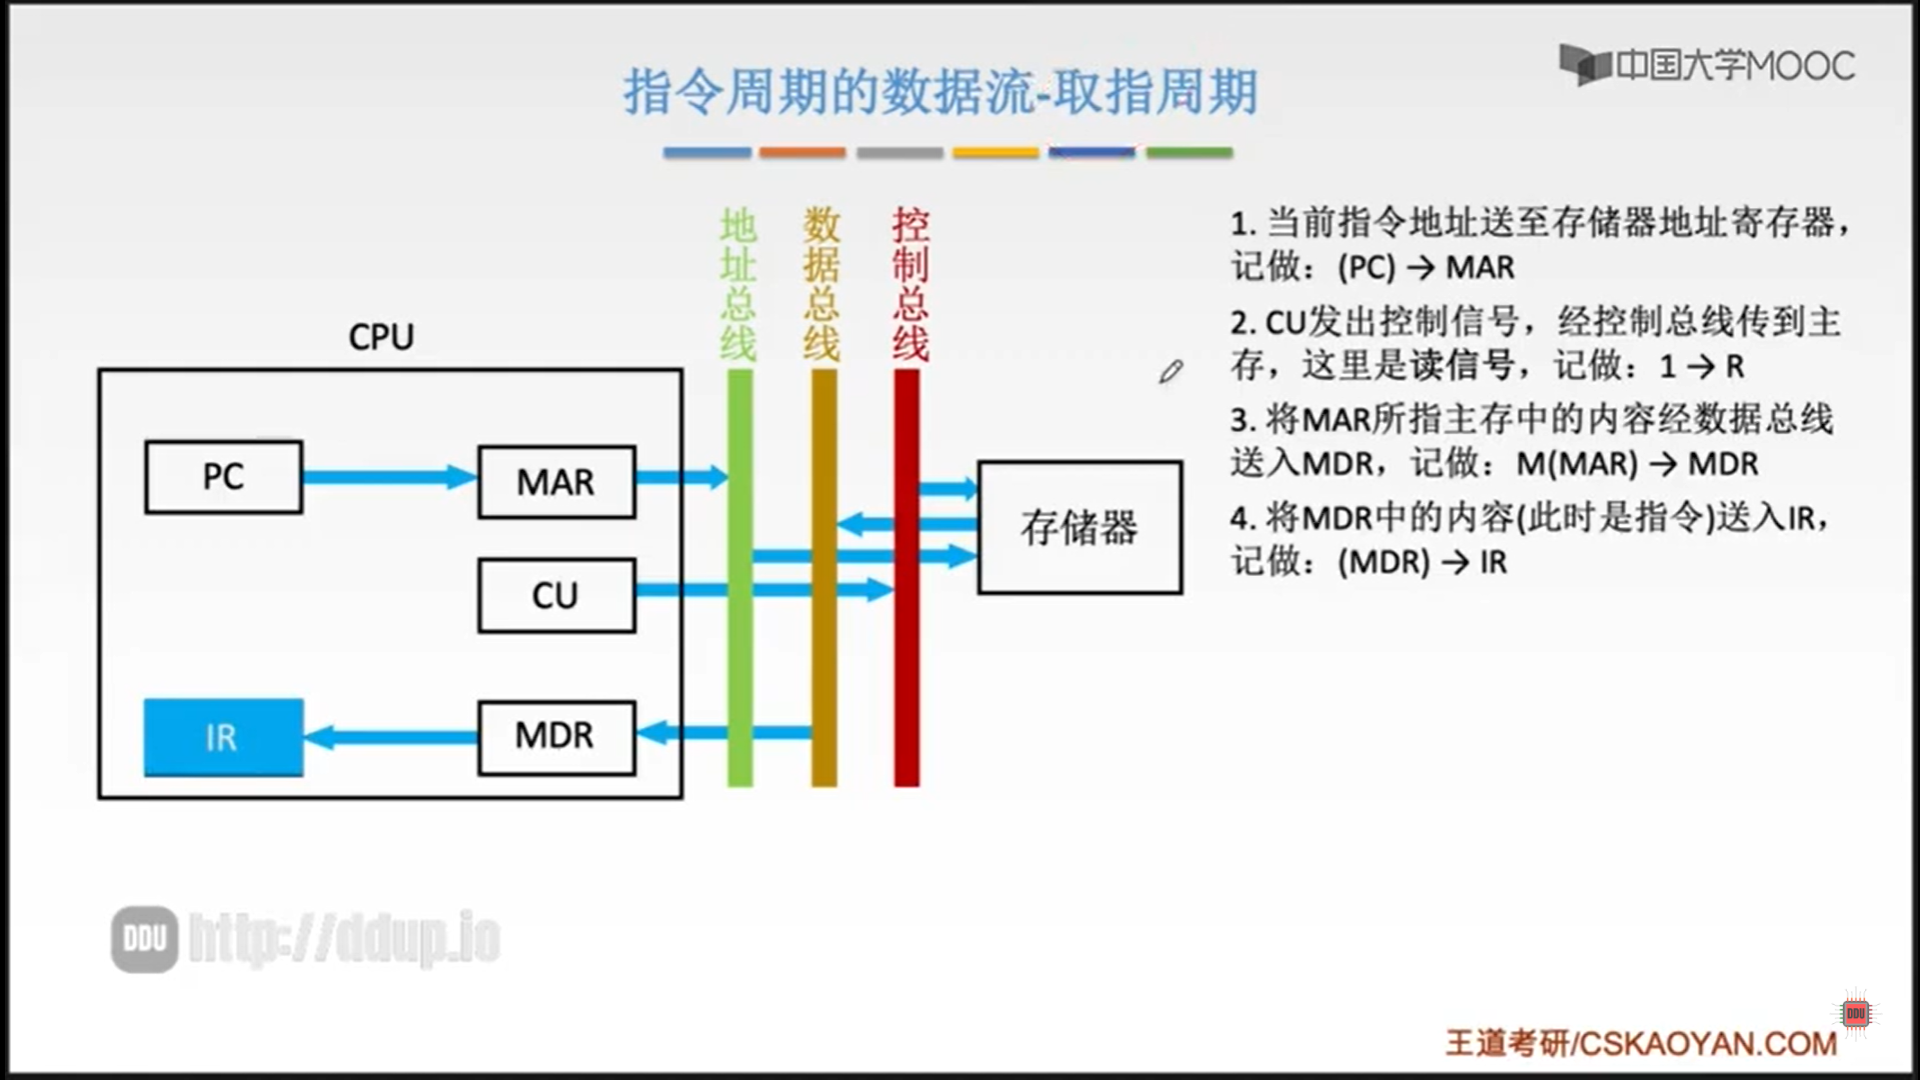 指令周期的数据流-取指周期
中国大学MOOC
地址总线
数据总线
控制总线
CPU
PC
MAR
CU
IR
MDR
存储器
1. 当前指令地址送至存储器地址寄存器，
记做：(PC) → MAR
2. CU发出控制信号，经控制总线传到主
存，这里是读信号，记做：1 → R
3. 将MAR所指主存中的内容经数据总线
送入MDR，记做：M(MAR) → MDR
4. 将MDR中的内容(此时是指令)送入IR，
记做：(MDR) → IR
DDU http://ddup.io
DDU
王道考研/CSKAOYAN.COM